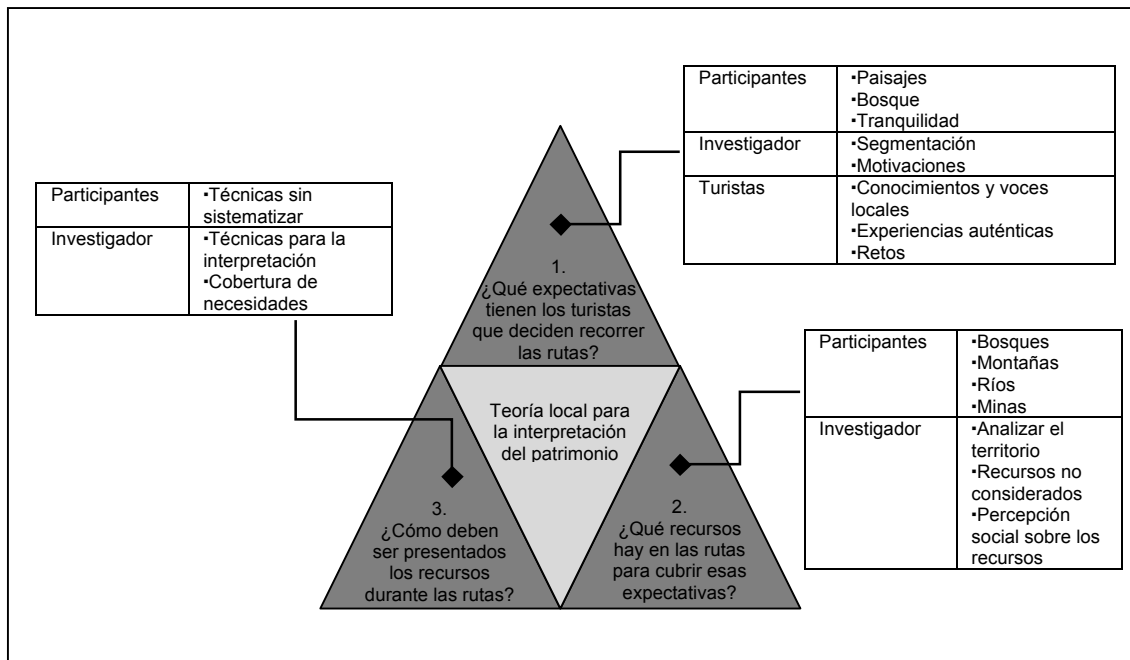 Participantes
▪Paisajes
▪Bosque
▪Tranquilidad
Investigador
▪Segmentación
▪Motivaciones
Turistas
▪Conocimientos y voces
locales
▪Experiencias auténticas
▪Retos
Participantes
▪Técnicas sin
sistematizar
Investigador
▪Técnicas para la
interpretación
▪Cobertura de
necesidades
1.
¿Qué expectativas
tienen los turistas
que deciden recorrer
las rutas?
Participantes
▪Bosques
▪Montañas
▪Ríos
▪Minas
Investigador
▪Analizar el
territorio
▪Recursos no
considerados
▪Percepción
social sobre los
recursos
Teoría local para
la interpretación
del patrimonio
3.
¿Cómo deben
ser presentados
los recursos
durante las rutas?
2.
¿Qué recursos
hay en las rutas
para cubrir esas
expectativas?